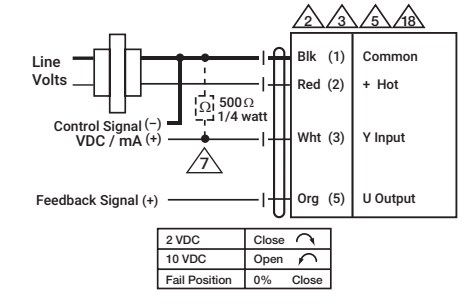 2 3 5 18
Line
Volts
Blk (1) Common
Red (2) + Hot
Ω 500 Ω
1/4 watt
Control Signal (−)
VDC / mA (+)
Wht (3) Y Input
7
Feedback Signal (+)
Org (5) U Output
2 VDC Close
10 VDC Open
Fail Position 0% Close